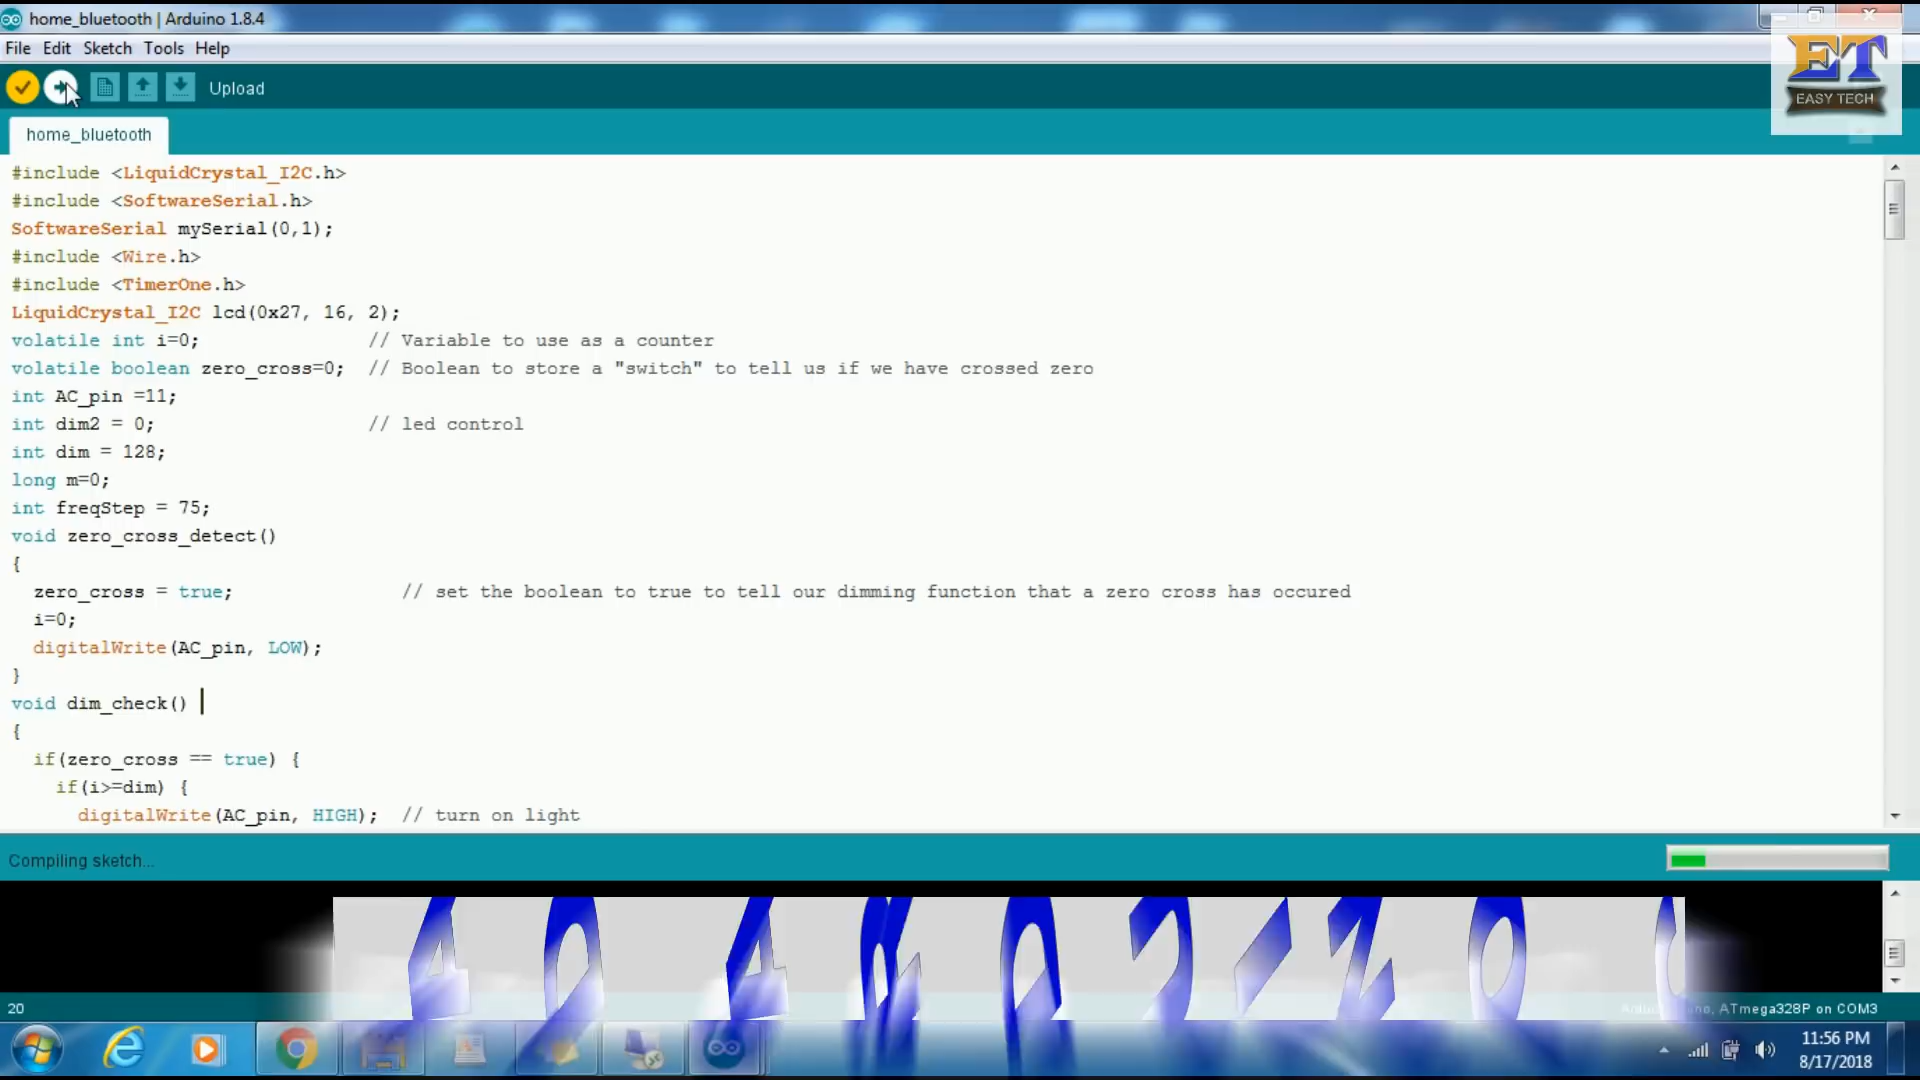 home_bluetooth | Arduino 1.8.4
File Edit Sketch Tools Help
Upload
ET
EASY TECH
home_bluetooth
#include <LiquidCrystal_I2C.h>
#include <SoftwareSerial.h>
SoftwareSerial mySerial(0,1);
#include <Wire.h>
#include <TimerOne.h>
LiquidCrystal_I2C lcd(0x27, 16, 2);
volatile int i=0; // Variable to use as a counter
volatile boolean zero_cross=0; // Boolean to store a "switch" to tell us if we have crossed zero
int AC_pin =11;
int dim2 = 0; // led control
int dim = 128;
long m=0;
int freqStep = 75;
void zero_cross_detect()
{
zero_cross = true; // set the boolean to true to tell our dimming function that a zero cross has occured
i=0;
digitalWrite(AC_pin, LOW);
}
void dim_check()
{
if(zero_cross == true) {
if(i>=dim) {
digitalWrite(AC_pin, HIGH); // turn on light
Compiling sketch...
20
ATmega328P on COM3
11:56 PM
8/17/2018